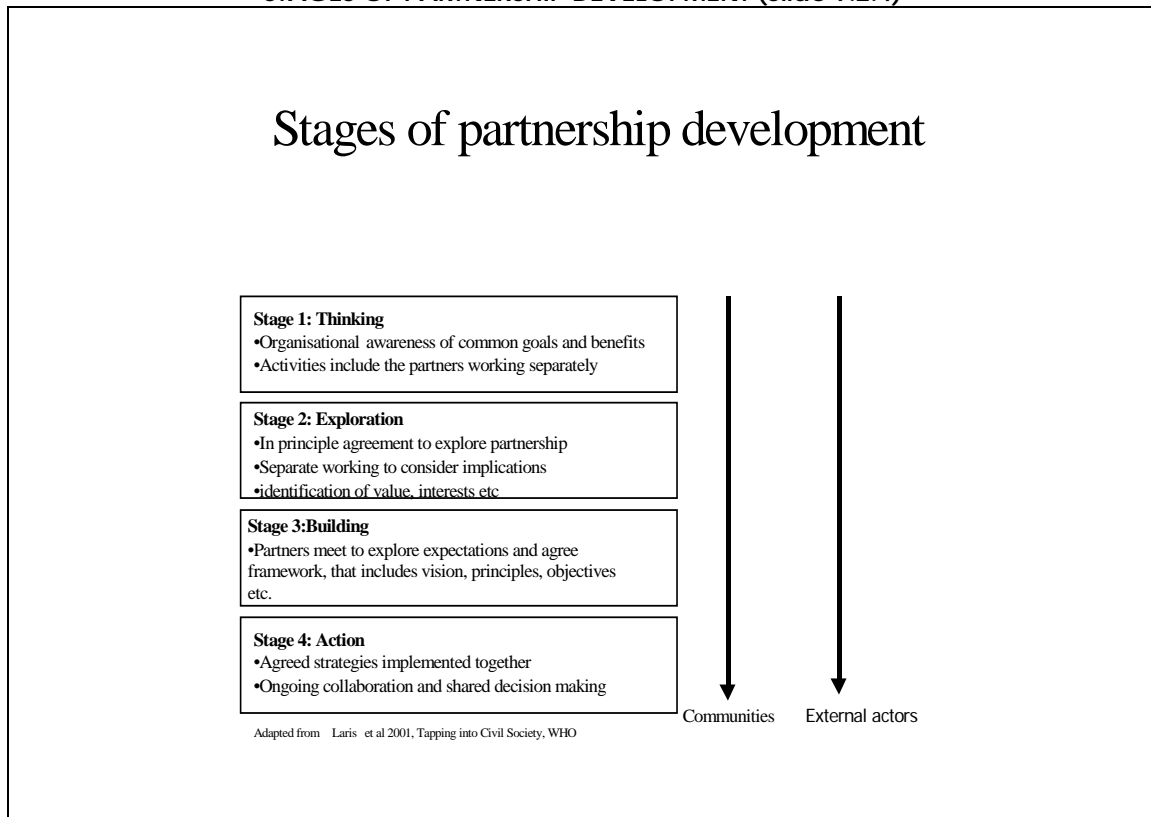 Stages of partnership development
Stage 1: Thinking
•Organisational awareness of common goals and benefits
•Activities include the partners working separately
Stage 2: Exploration
•In principle agreement to explore partnership
•Separate working to consider implications
•identification of value, interests etc
Stage 3:Building
•Partners meet to explore expectations and agree
framework, that includes vision, principles, objectives
etc.
Stage 4: Action
•Agreed strategies implemented together
•Ongoing collaboration and shared decision making
Communities External actors
Adapted from Laris et al 2001, Tapping into Civil Society, WHO